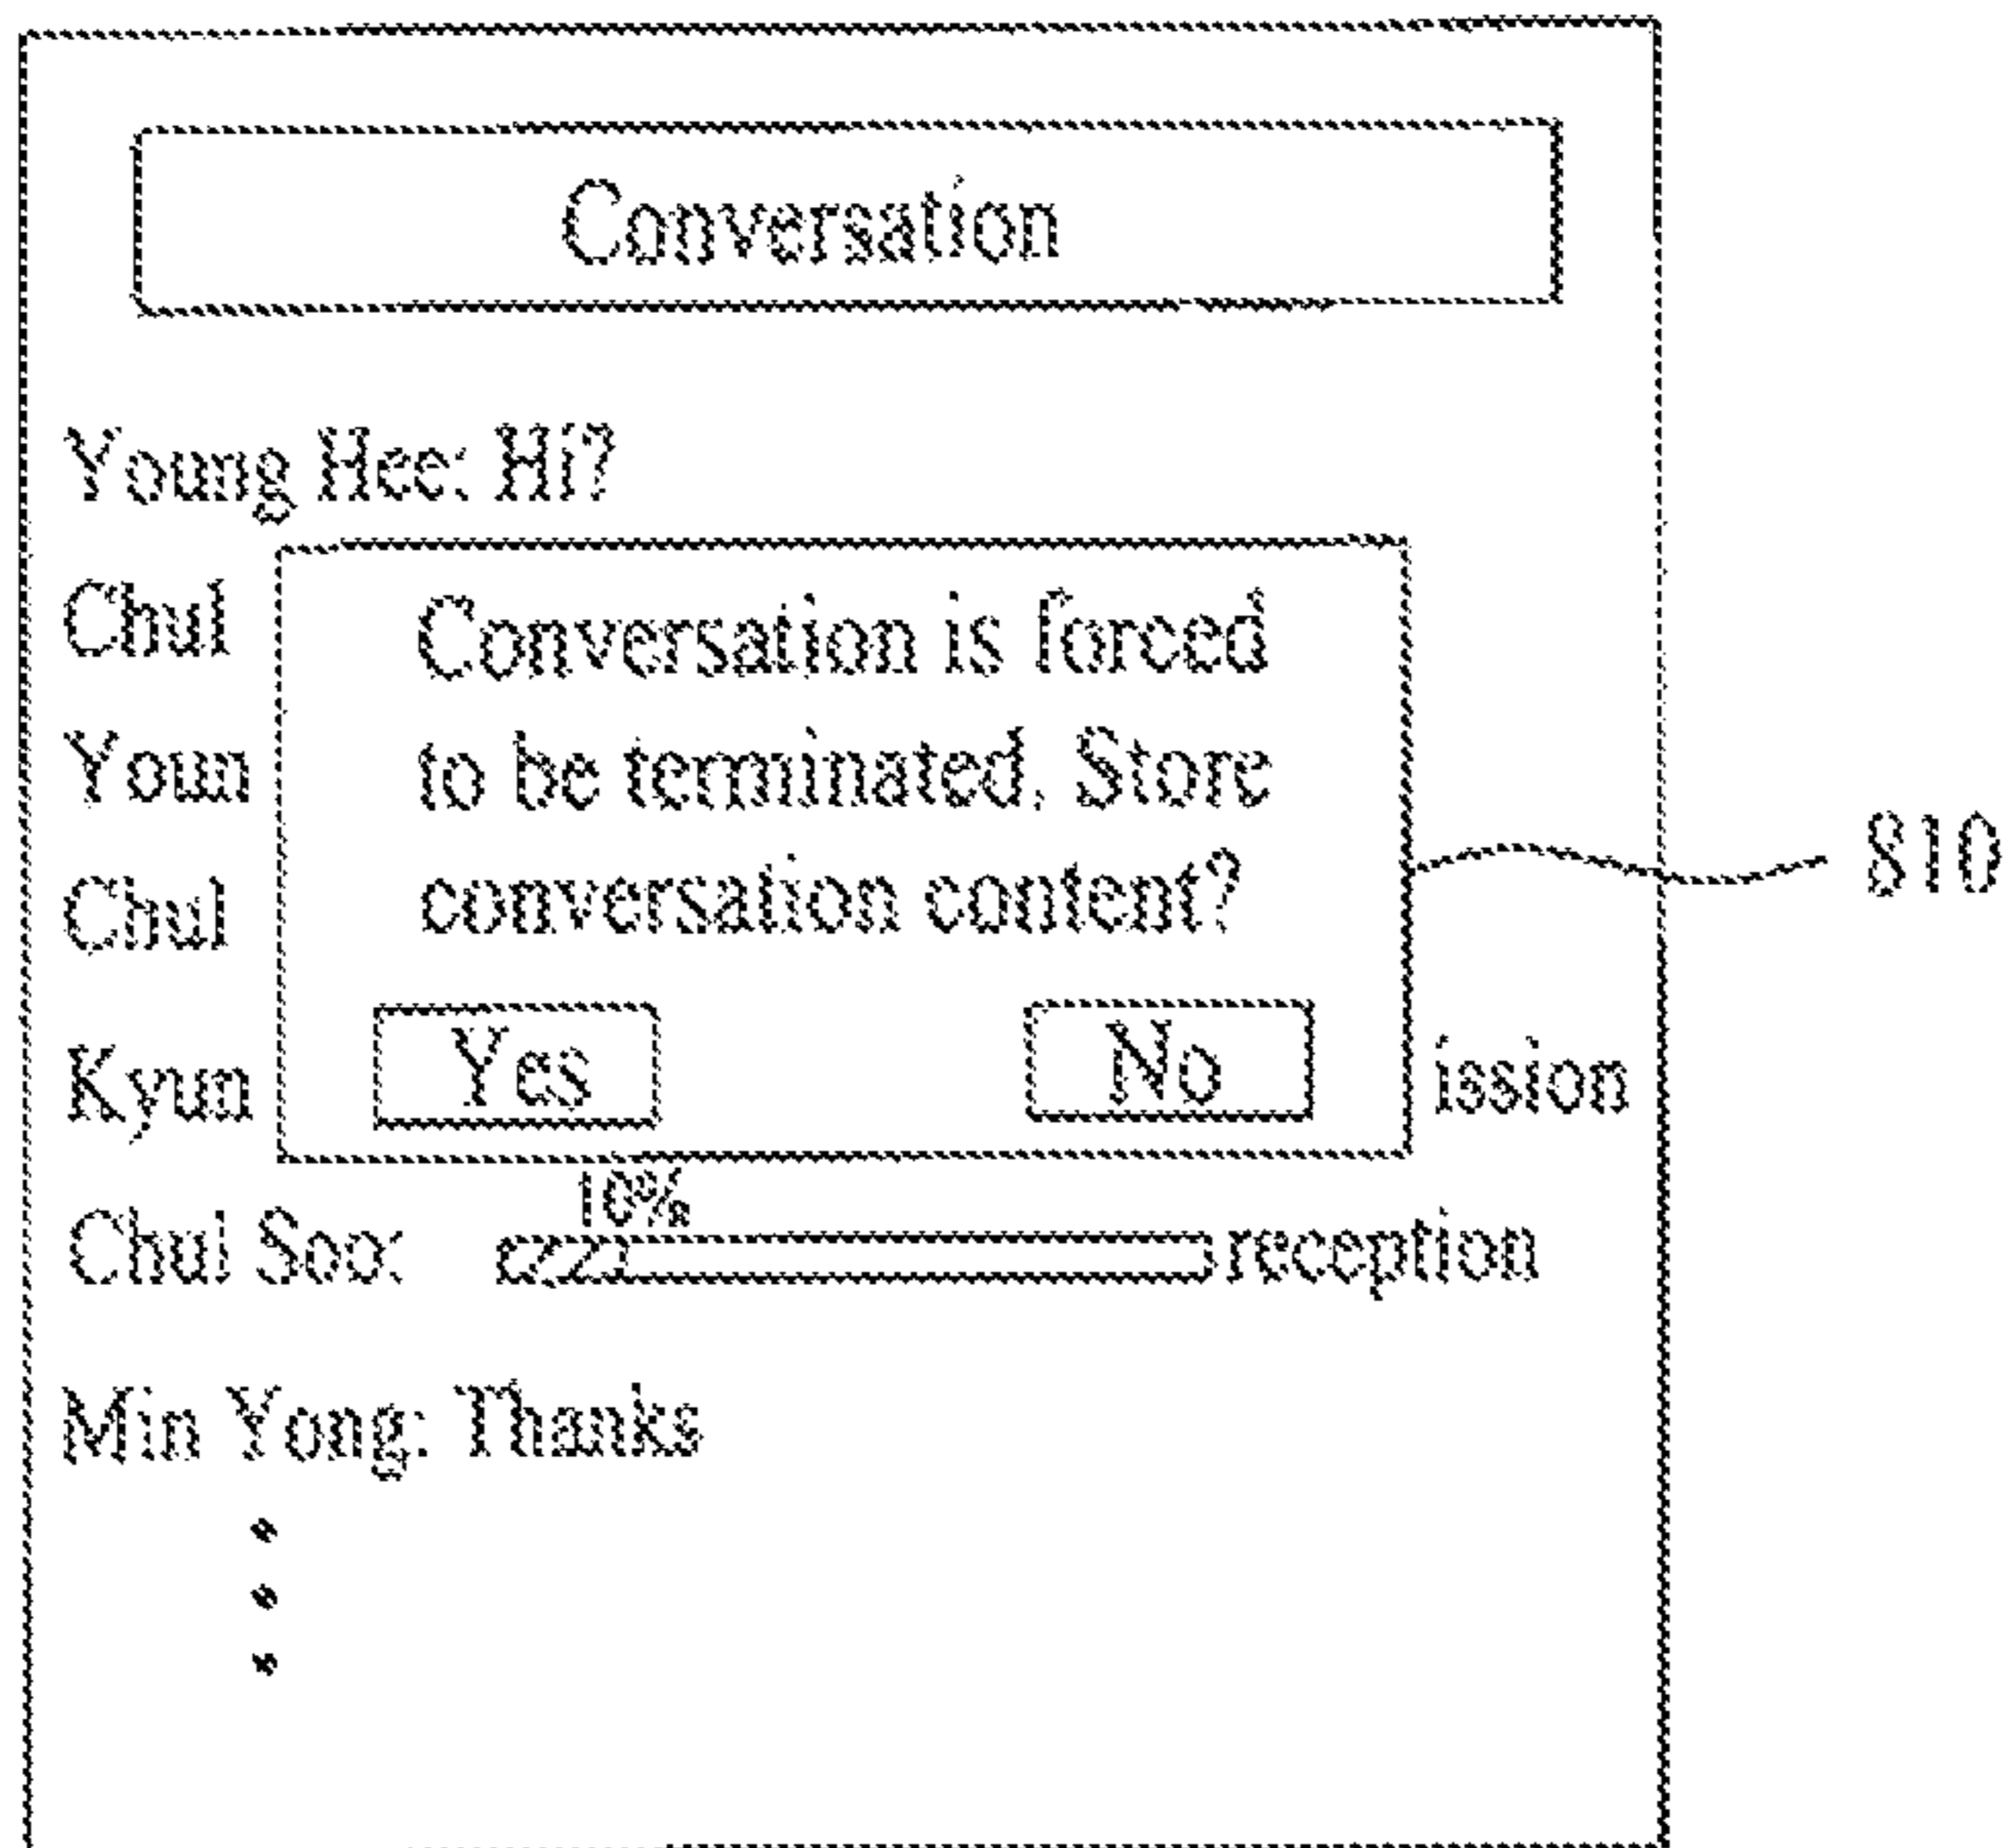 Conversation
Young Hee: Hi?
Chul
Conversation is forced
Youn
to be terminated. Store
810
Chul
conversation content?
Kyun
Yes
No
ission
10%
Chul Soo:
reception
Min Yong: Thanks